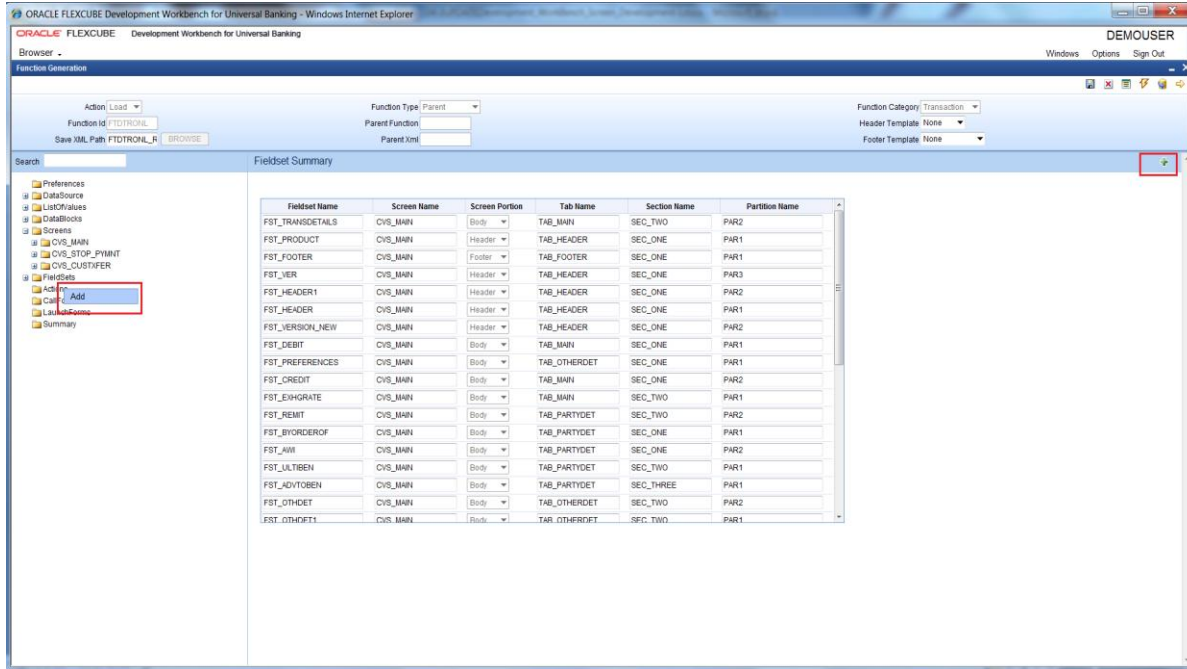 ORACLE FLEXCUBE Development Workbench for Universal Banking - Windows Internet Explorer
ORACLE FLEXCUBE Development Workbench for Universal Banking DEMOUSER
Browser Windows Options Sign Out
Function Generation
Action Load Function Type Parent Function Category Transaction
Function Id FTDTRONL Parent Function Header Template None
Save XML Path FTDTRONL_R BROWSE Parent Xml Footer Template None
Search Fieldset Summary
Preferences
DataSource
ListOfValues
DataBlocks
Screens
CVS_MAIN
CVS_STOP_PYMNT
CVS_CUSTXFER
FieldSets
Add
LaunchForms
Summary
Fieldset Name Screen Name Screen Portion Tab Name Section Name Partition Name
FST_TRANSDETAILS CVS_MAIN Body TAB_MAIN SEC_TWO PAR2
FST_PRODUCT CVS_MAIN Header TAB_HEADER SEC_ONE PAR1
FST_FOOTER CVS_MAIN Footer TAB_FOOTER SEC_ONE PAR1
FST_VER CVS_MAIN Header TAB_HEADER SEC_ONE PAR3
FST_HEADER1 CVS_MAIN Header TAB_HEADER SEC_ONE PAR2
FST_HEADER CVS_MAIN Header TAB_HEADER SEC_ONE PAR1
FST_VERSION_NEW CVS_MAIN Header TAB_HEADER SEC_ONE PAR2
FST_DEBIT CVS_MAIN Body TAB_MAIN SEC_ONE PAR1
FST_PREFERENCES CVS_MAIN Body TAB_OTHERDET SEC_ONE PAR1
FST_CREDIT CVS_MAIN Body TAB_MAIN SEC_ONE PAR2
FST_EXHGRATE CVS_MAIN Body TAB_MAIN SEC_TWO PAR1
FST_REMIT CVS_MAIN Body TAB_PARTYDET SEC_TWO PAR2
FST_BYORDEROF CVS_MAIN Body TAB_PARTYDET SEC_ONE PAR1
FST_AWI CVS_MAIN Body TAB_PARTYDET SEC_ONE PAR2
FST_ULTIBEN CVS_MAIN Body TAB_PARTYDET SEC_TWO PAR1
FST_ADVTOBEN CVS_MAIN Body TAB_PARTYDET SEC_THREE PAR1
FST_OTHDET CVS_MAIN Body TAB_OTHERDET SEC_TWO PAR2
FST_OTHDET1 CVS_MAIN Body TAB_OTHERDET SEC_TWO PAR1